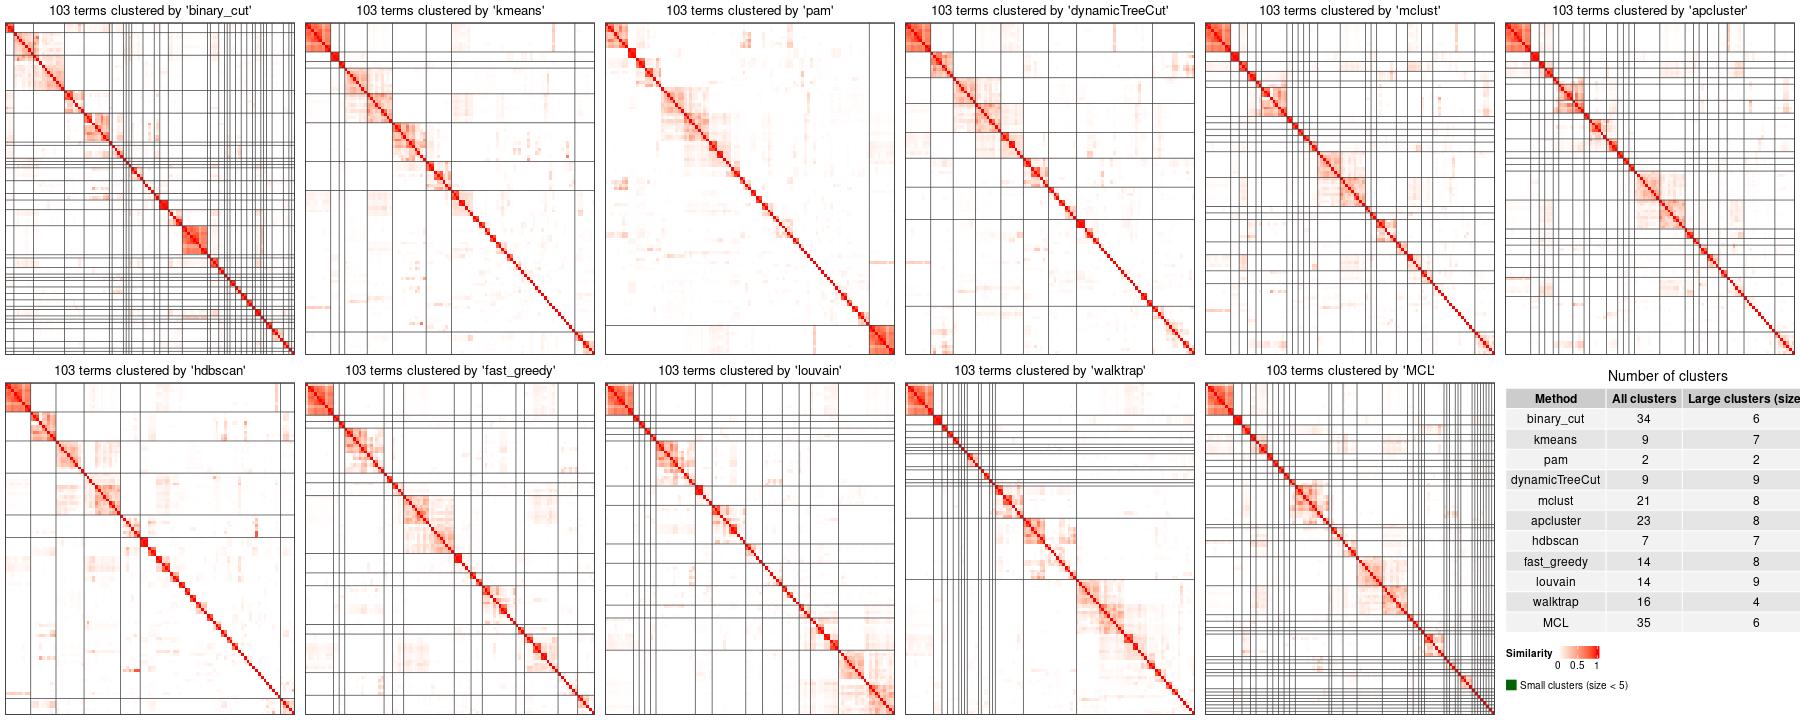 103 terms clustered by 'binary_cut'
103 terms clustered by 'kmeans'
103 terms clustered by 'pam'
103 terms clustered by 'dynamicTreeCut'
103 terms clustered by 'mclust'
103 terms clustered by 'apcluster'
103 terms clustered by 'hdbscan'
103 terms clustered by 'fast_greedy'
103 terms clustered by 'louvain'
103 terms clustered by 'walktrap'
103 terms clustered by 'MCL'
Number of clusters
Method All clusters Large clusters (size
binary_cut 34 6
kmeans 9 7
pam 2 2
dynamicTreeCut 9 9
mclust 21 8
apcluster 23 8
hdbscan 7 7
fast_greedy 14 8
louvain 14 9
walktrap 16 4
MCL 35 6
Similarity
0 0.5 1
Small clusters (size < 5)